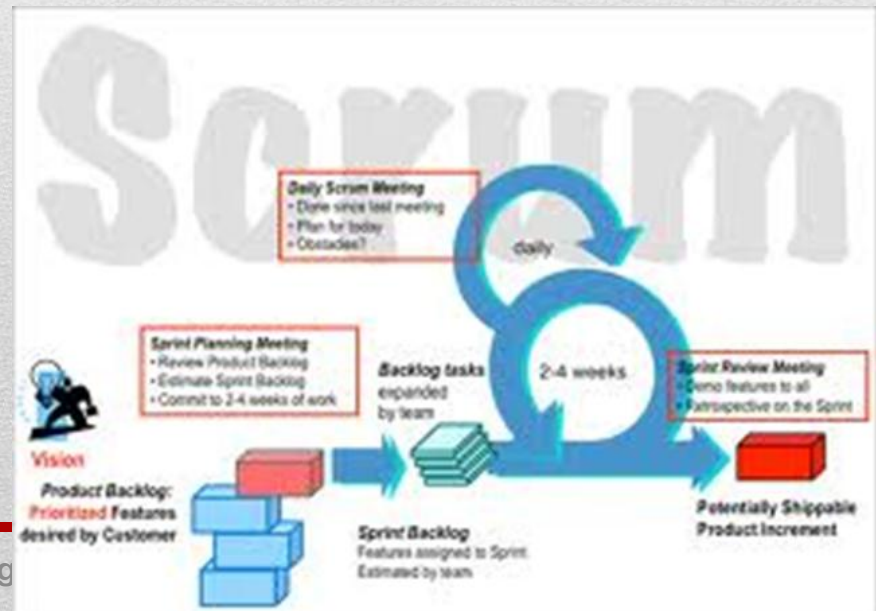 Scrum
Daily Scrum Meeting
• Done since last meeting
• Plan for today
• Obstacles?
daily
Sprint Planning Meeting
• Review Product Backlog
• Estimate Sprint Backlog
• Commit to 2-4 weeks of work
Backlog tasks
expanded
by team
2-4 weeks
Sprint Review Meeting
• Demo features to all
• Retrospective on the Sprint
Vision
Product Backlog:
Prioritized Features
desired by Customer
Sprint Backlog
Features assigned to Sprint
Estimated by team
Potentially Shippable
Product Increment
g